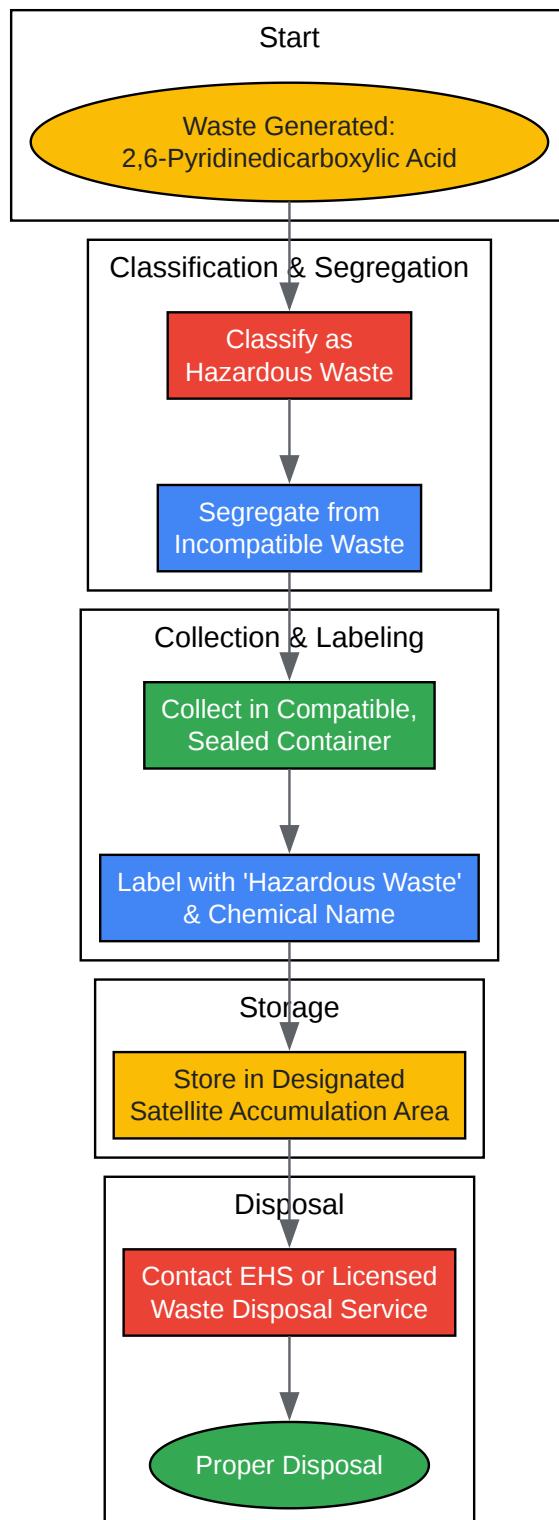 Start
Waste Generated:
2,6-Pyridinedicarboxylic Acid
Classification & Segregation
Classify as
Hazardous Waste
Segregate from
Incompatible Waste
Collection & Labeling
Collect in Compatible,
Sealed Container
Label with 'Hazardous Waste'
& Chemical Name
Storage
Store in Designated
Satellite Accumulation Area
Disposal
Contact EHS or Licensed
Waste Disposal Service
Proper Disposal